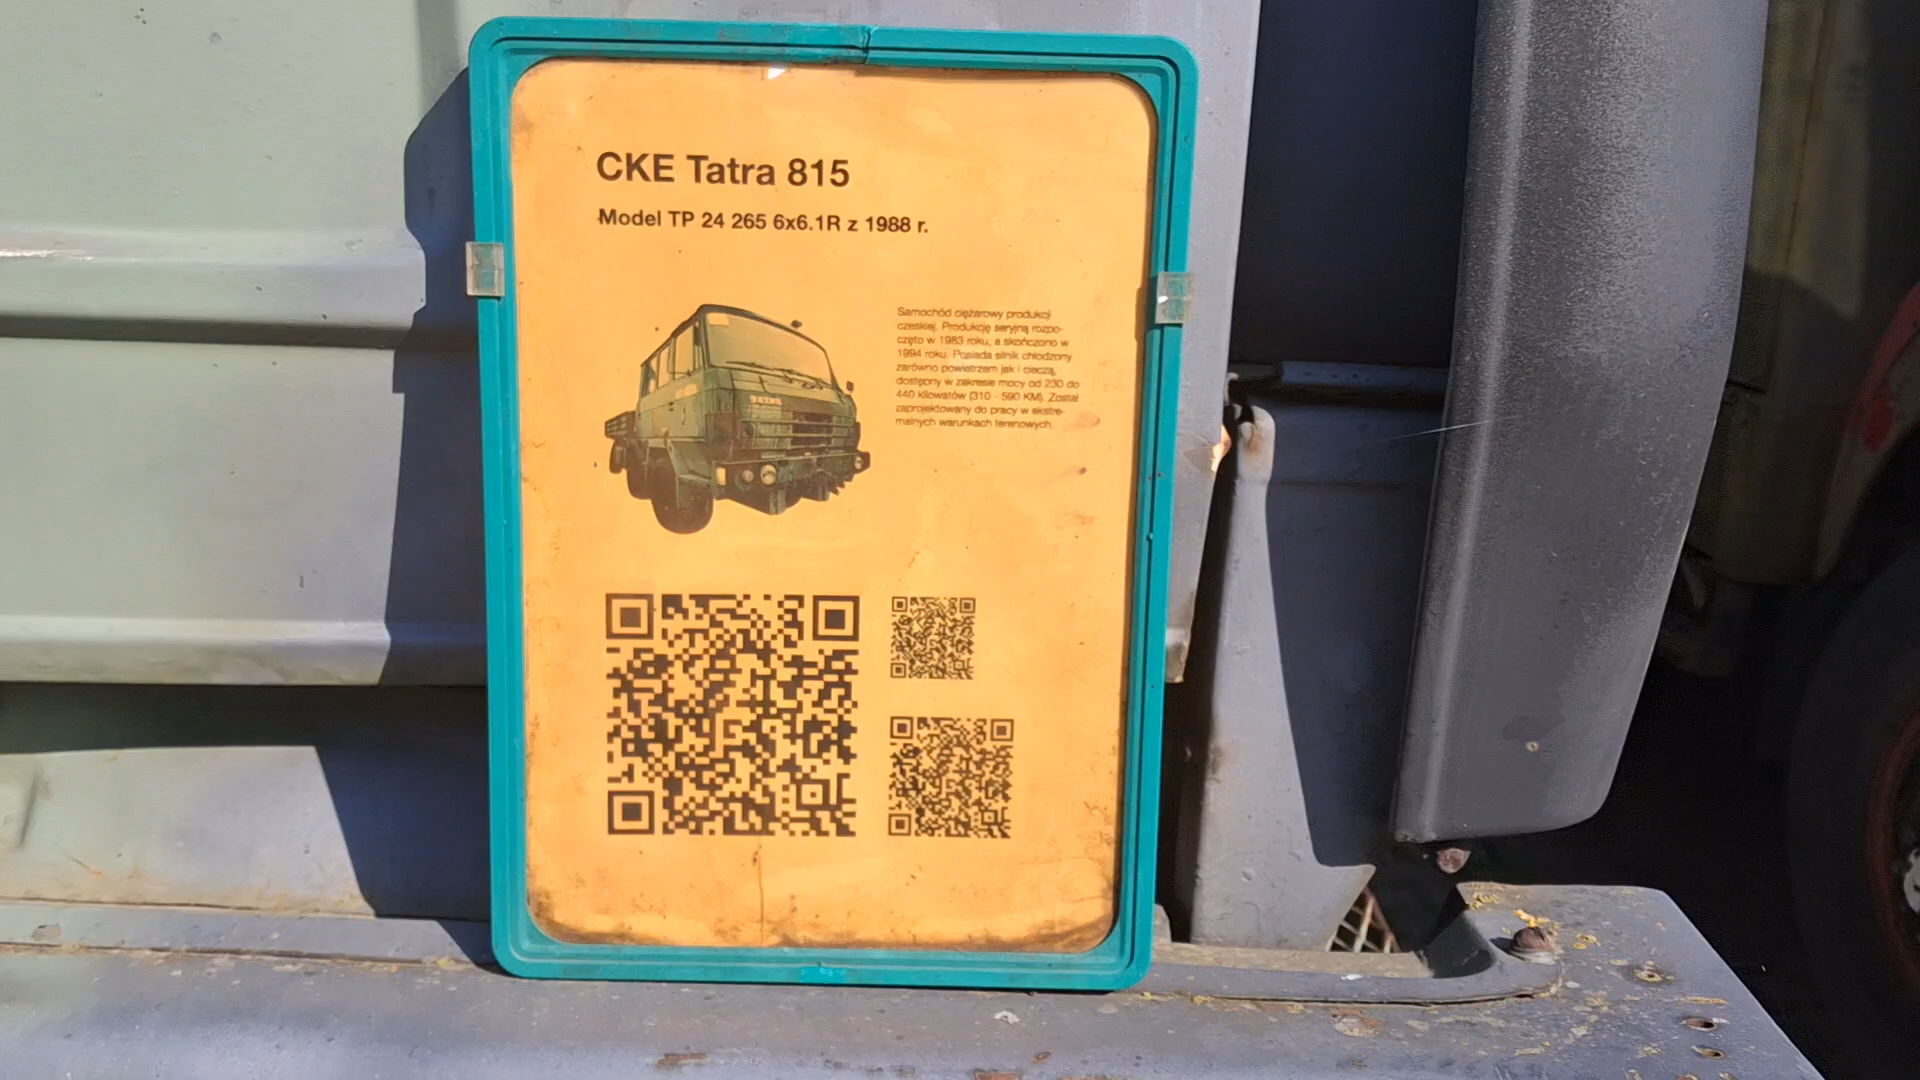 CKE Tatra 815
Model TP 24 265 6x6.1R z 1988 r.
TATRA
Samochód ciężarowy produkcji
czeskiej. Produkcję seryjną rozpo-
częto w 1983 roku, a skończono w
1994 roku. Posiada silnik chłodzony
zarówno powietrzem jak i cieczą,
dostępny w zakresie mocy od 230 do
440 kilowatów (310 - 590 KM). Został
zaprojektowany do pracy w ekstre-
malnych warunkach terenowych.